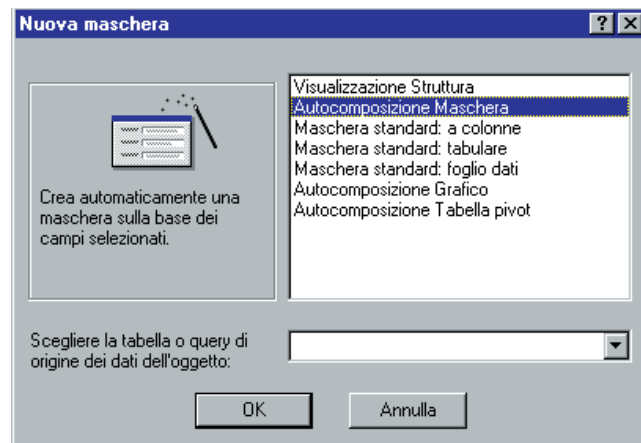 Nuova maschera
Visualizzazione Struttura
Autocomposizione Maschera
Maschera standard: a colonne
Maschera standard: tabulare
Maschera standard: foglio dati
Autocomposizione Grafico
Autocomposizione Tabella pivot
Crea automaticamente una
maschera sulla base dei
campi selezionati.
Scegliere la tabella o query di
origine dei dati dell'oggetto:
OK
Annulla